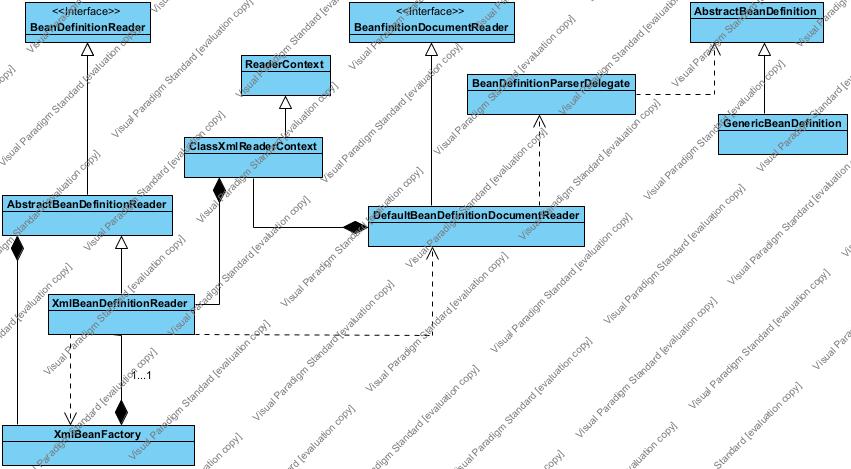 <<Interface>>
BeanDefinitionReader
<<Interface>>
BeanfinitionDocumentReader
AbstractBeanDefinition
ReaderContext
BeanDefinitionParserDelegate
GenericBeanDefinition
ClassXmlReaderContext
AbstractBeanDefinitionReader
DefaultBeanDefinitionDocumentReader
XmlBeanDefinitionReader
1...1
XmlBeanFactory
Visual Paradigm Standard [evaluation copy]